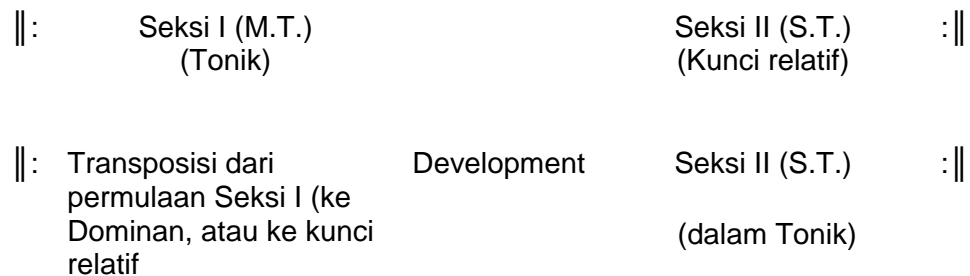 ‖: Seksi I (M.T.) Seksi II (S.T.) :‖
(Tonik) (Kunci relatif)
‖: Transposisi dari Development Seksi II (S.T.) :‖
permulaan Seksi I (ke
Dominan, atau ke kunci (dalam Tonik)
relatif